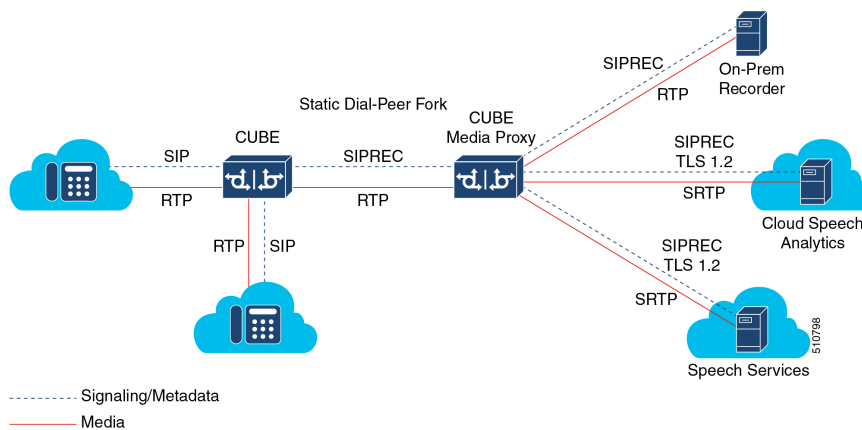 SIPREC
RTP
On-Prem
Recorder
Static Dial-Peer Fork
CUBE
CUBE
Media Proxy
SIP
SIPREC
RTP
RTP
SIPREC
TLS 1.2
SRTP
Cloud Speech
Analytics
RTP
SIP
SIPREC
TLS 1.2
SRTP
510798
Speech Services
Signaling/Metadata
Media